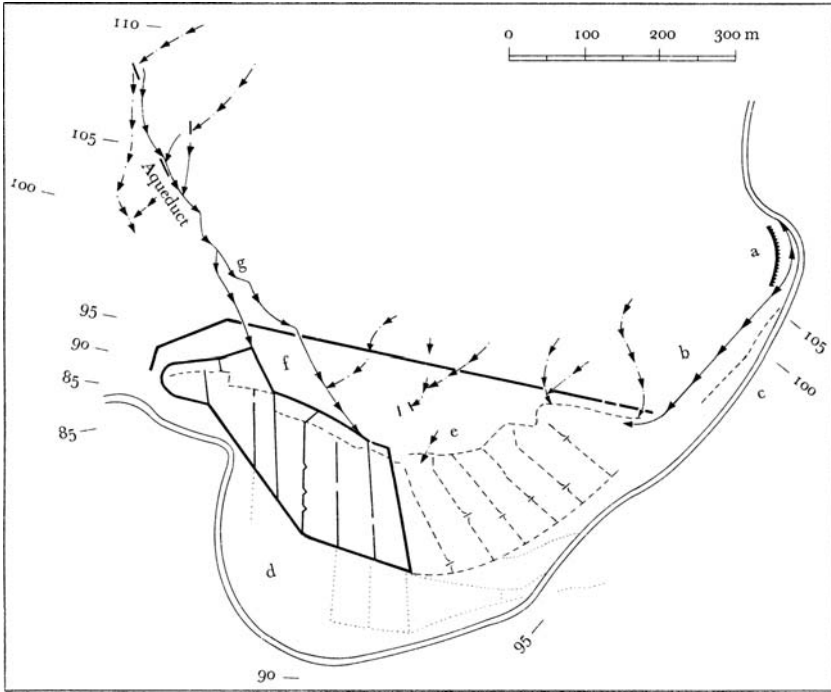 110 —
0 100 200 300 m
105 —
100 —
Aqueduct
a
g
95 —
b
— 105
90 —
f
— 100
85 —
c
85 —
e
d
95 —
90 —